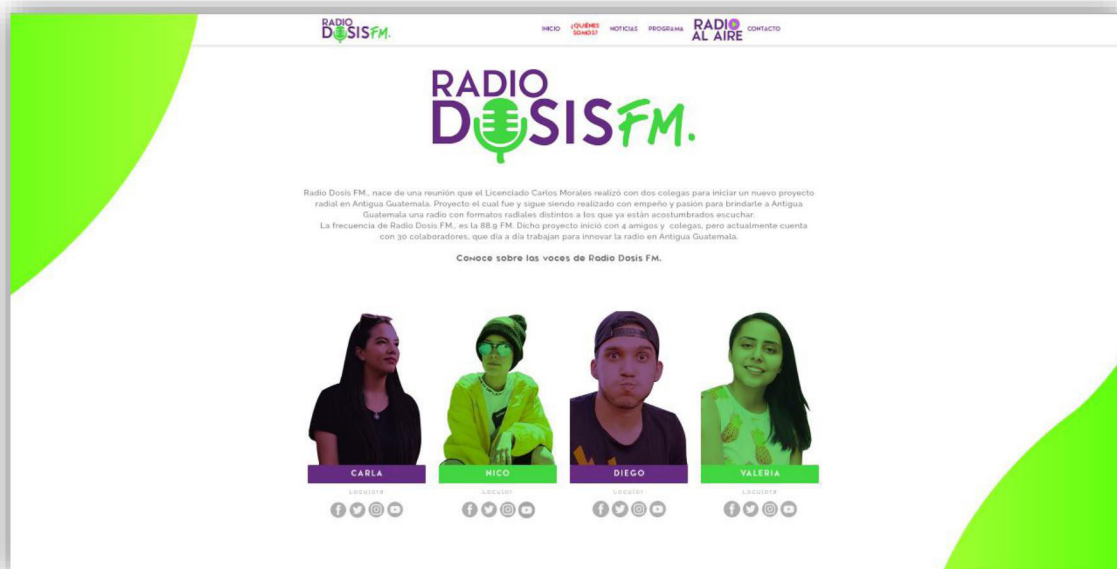 RADIO
DOSIS FM.
INICIO
¿QUIÉNES
SOMOS?
NOTICIAS
PROGRAMA
RADIO
AL AIRE
CONTACTO
RADIO
DOSIS FM.
Radio Dosis FM., nace de una reunión que el Licenciado Carlos Morales realizó con dos colegas para iniciar un nuevo proyecto
radial en Antigua Guatemala. Proyecto el cual fue y sigue siendo realizado con empeño y pasión para brindarle a Antigua
Guatemala una radio con formatos radiales distintos a los que ya están acostumbrados escuchar.
La frecuencia de Radio Dosis FM., es la 88.9 FM. Dicho proyecto inició con 4 amigos y colegas, pero actualmente cuenta
con 30 colaboradores, que día a día trabajan para innovar la radio en Antigua Guatemala.
Conoce sobre las voces de Radio Dosis FM.
CARLA
NICO
DIEGO
VALERIA
Locutora
Locutor
Locutor
Locutora